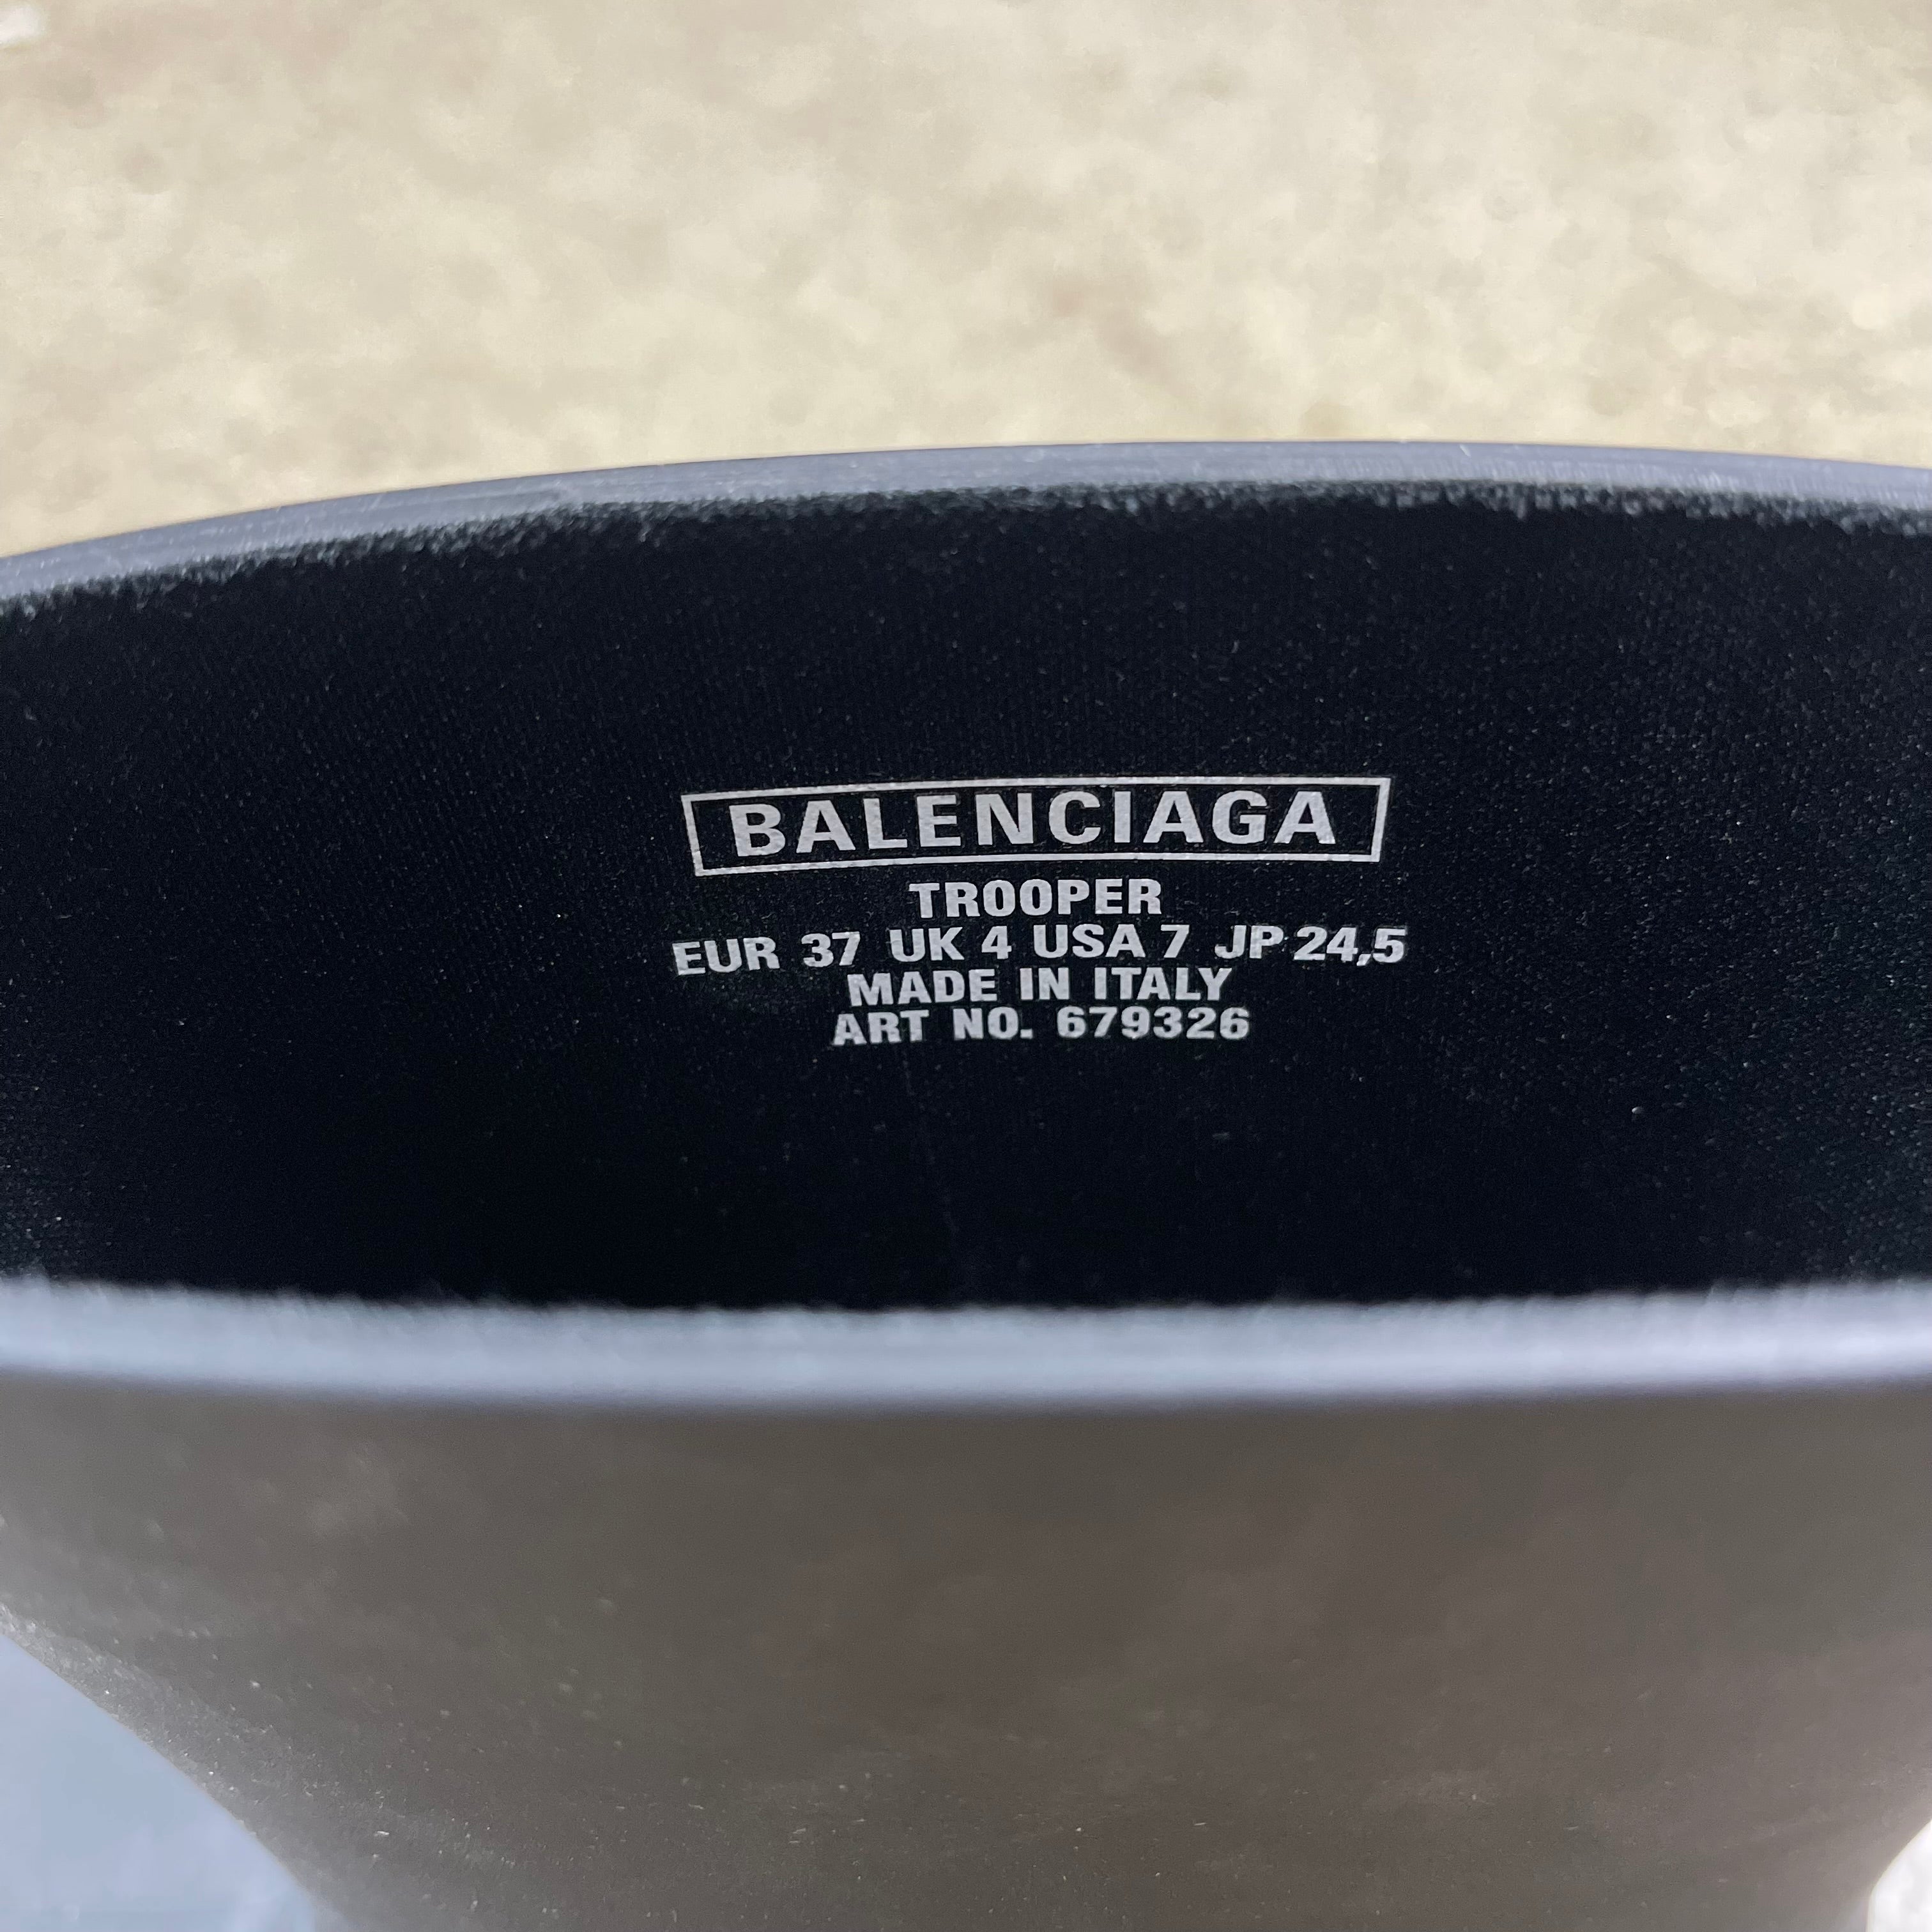 BALENCIAGA
TROOPER
EUR 37 UK 4 USA 7 JP 24,5
MADE IN ITALY
ART NO. 679326